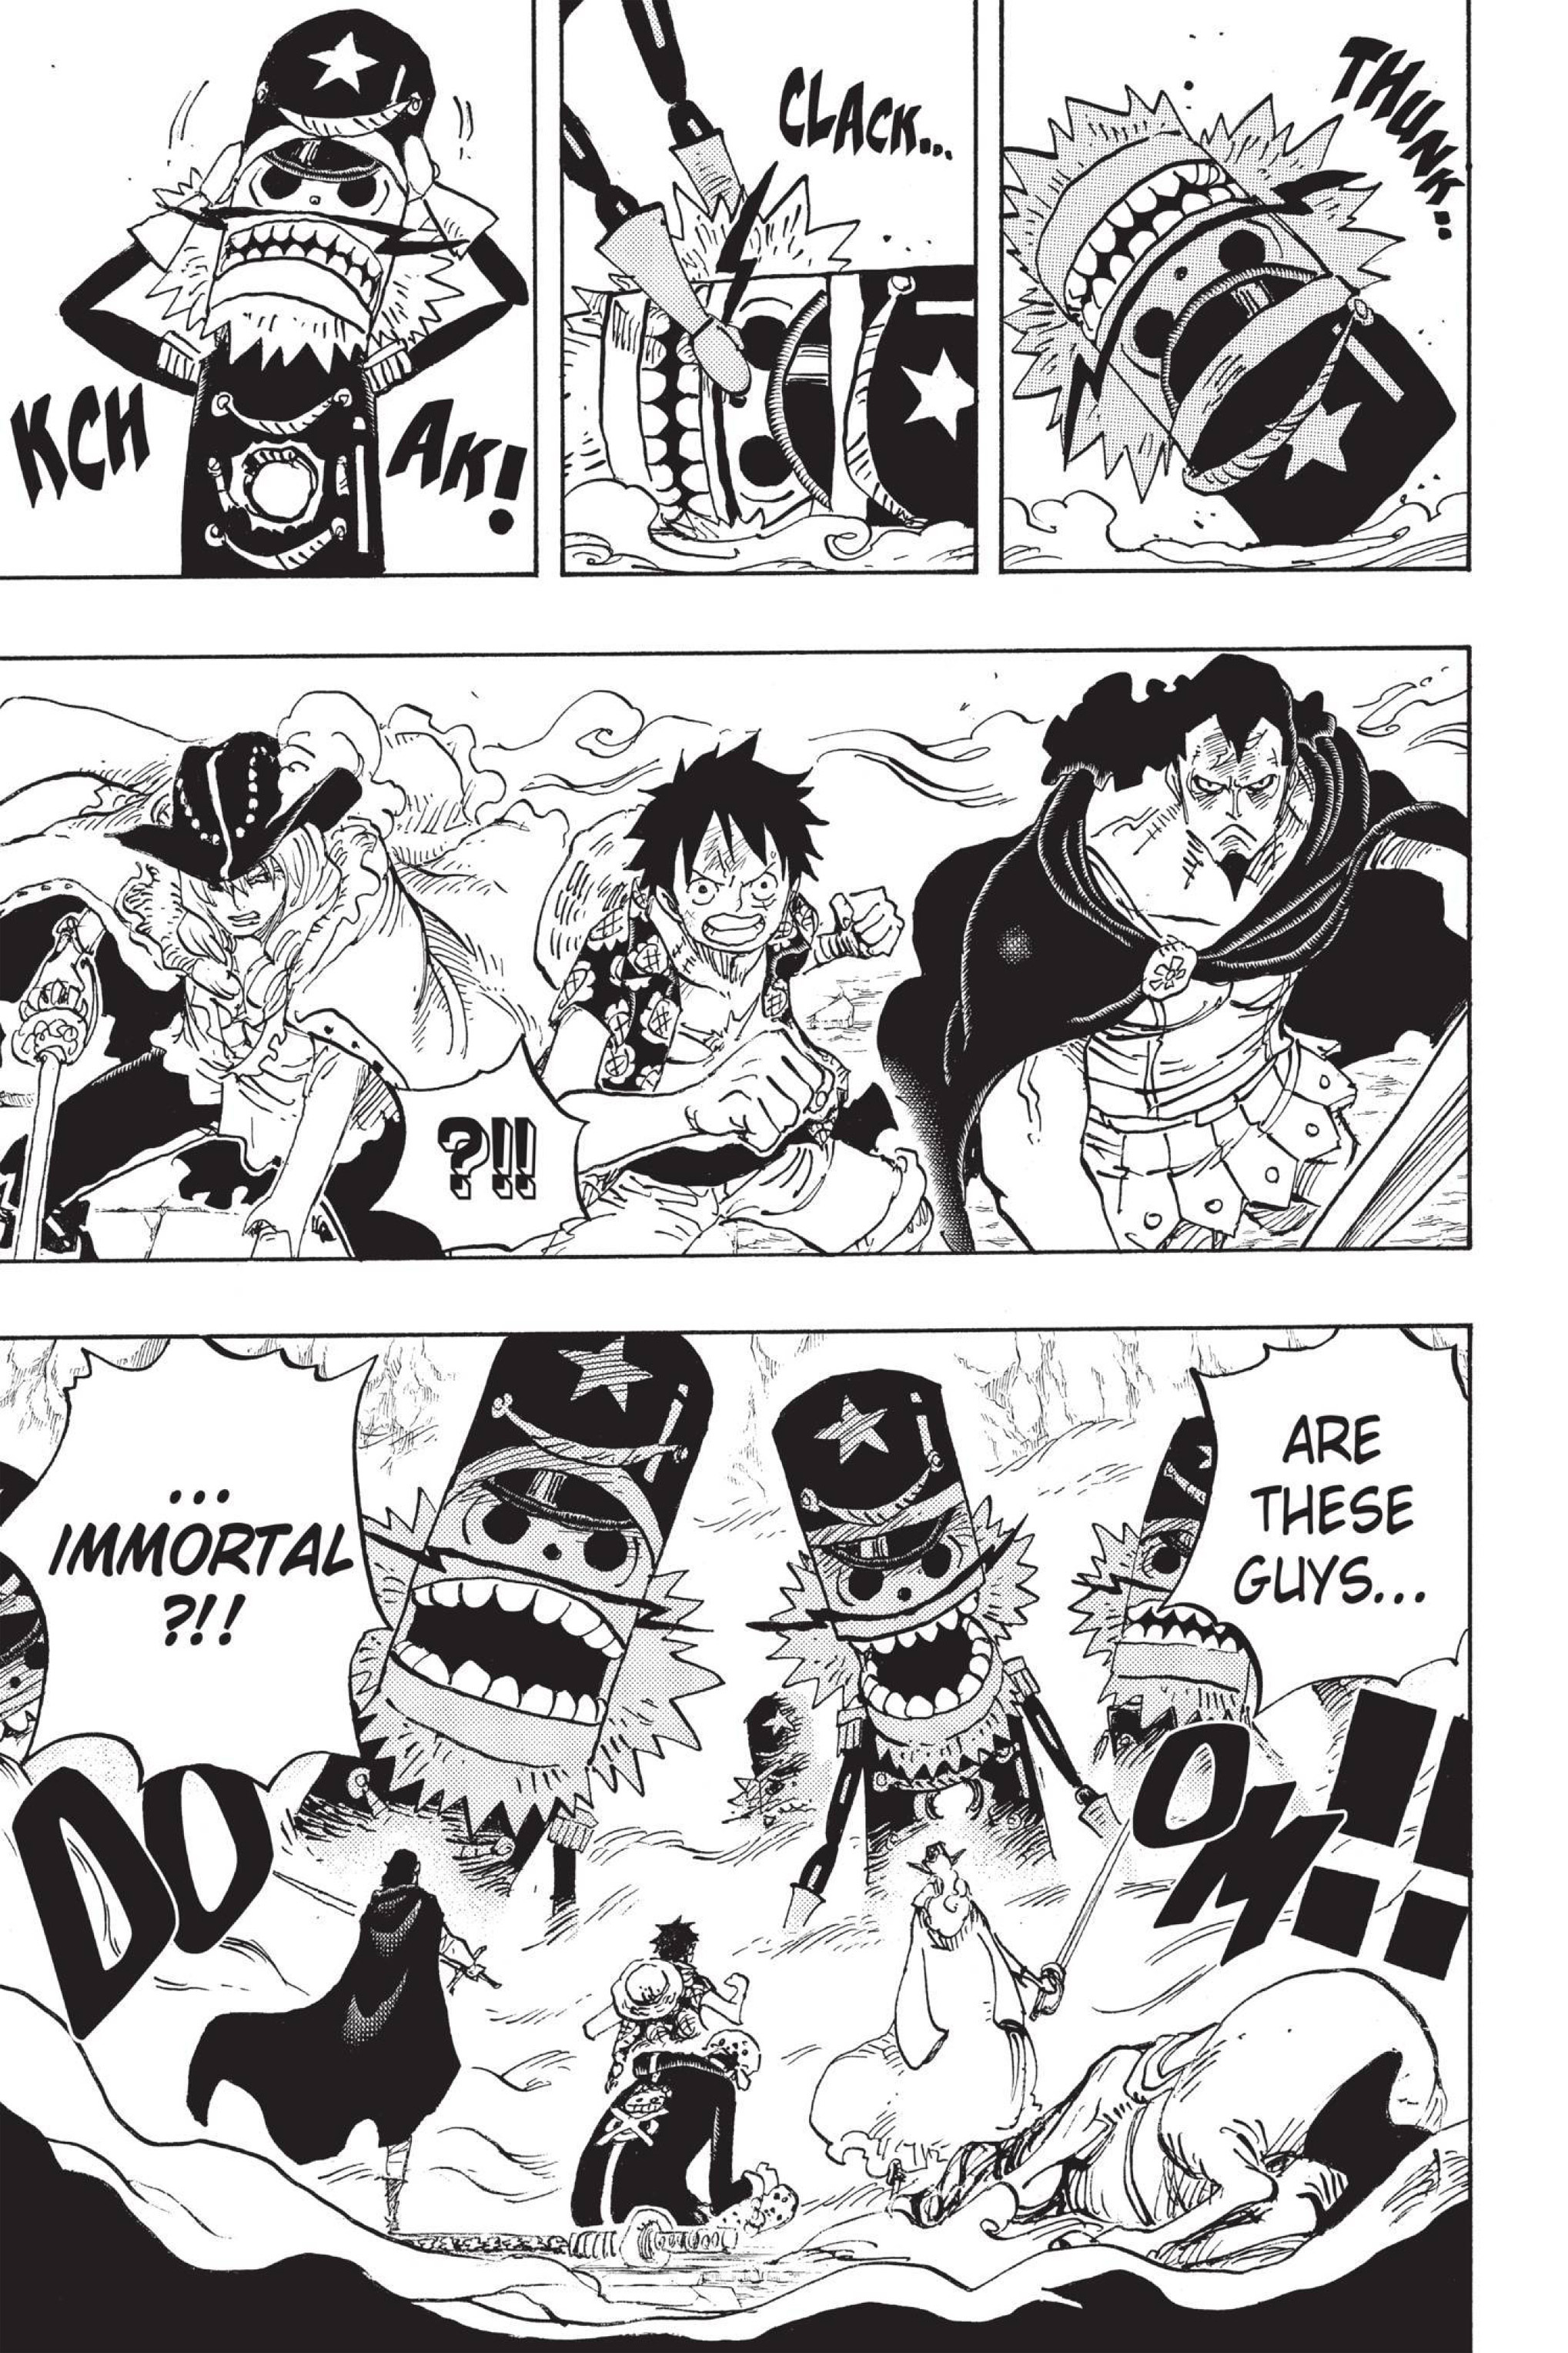 THUNK!
CLACK...
KCH
AK!
?!!
ARE
THESE
GUYS...
...
IMMORTAL
?!!
DO
OM!!